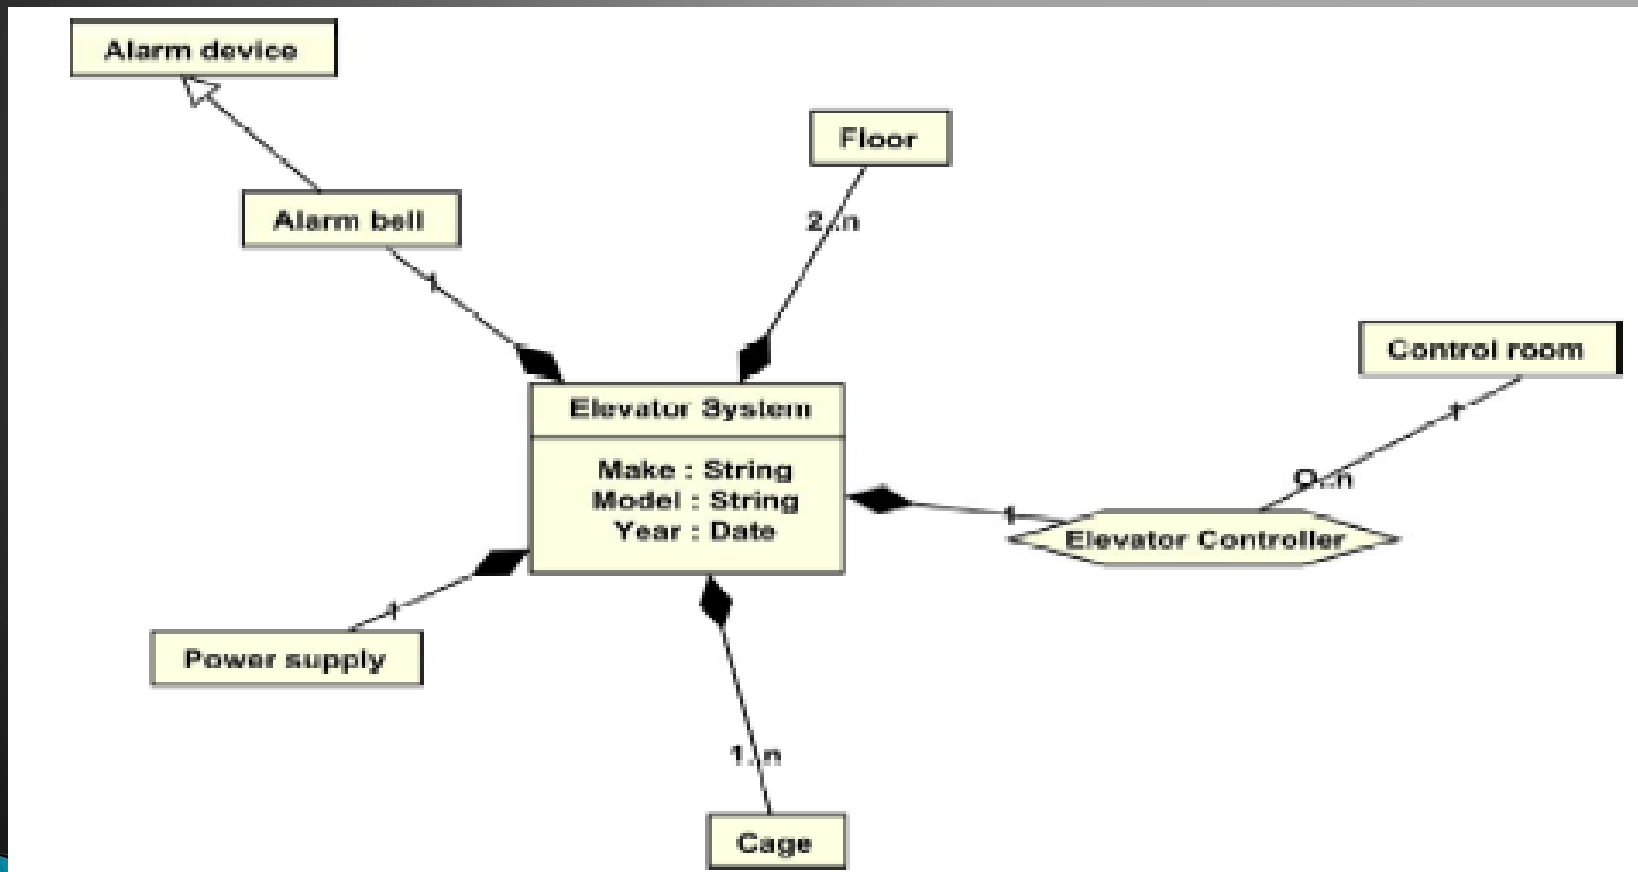 Alarm device
Floor
Alarm bell
2..n
1
Control room
Elevator System
1
Make : String
0..n
Model : String
1
Year : Date
Elevator Controller
1
Power supply
1..n
Cage